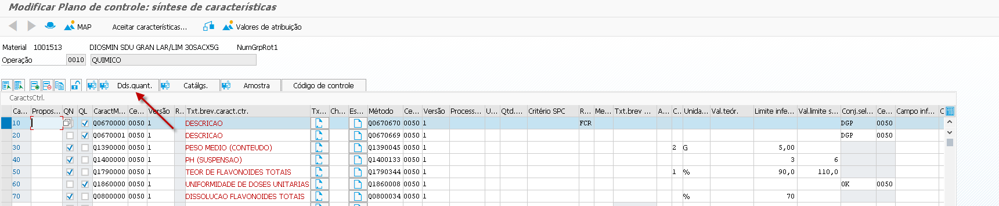 Modificar Plano de controle: síntese de características
MAP Aceitar características... Valores de atribuição
Material 1001513 DIOSMIN SDU GRAN LAR/LIM 30SACX5G NumGrpRot1
Operação 0010 QUIMICO
Dds.quant. Catálgs. Amostra Código de controle
CaractsCtrl.
Ca... Propos... QN QL CaractM... Ce... Versão R... Txt.brev.caract.ctr. Tx... Ch... Es... Método Ce... Versão Process... U... Qtd.... Critério SPC R... Me... Txt.brev ... A... C.. Unida... Val.teór. Limite infe... Val.limite s... Conj.sel... Ce... Campo inf... C
10 Q0670000 0050 1 DESCRICAO Q0670670 0050 1 FCR DGP 0050
20 Q0670001 0050 1 DESCRICAO Q0670669 0050 1 DGP 0050
30 Q1390000 0050 1 PESO MEDIO (CONTEUDO) Q1390045 0050 1 2 G 5,00
40 Q1400000 0050 1 PH (SUSPENSAO) Q1400133 0050 1 3 6
50 Q1790000 0050 1 TEOR DE FLAVONOIDES TOTAIS Q1790344 0050 1 1 % 90,0 110,0
60 Q1860000 0050 1 UNIFORMIDADE DE DOSES UNITARIAS Q1860008 0050 1 OK 0050
70 Q0800000 0050 1 DISSOLUCAO FLAVONOIDES TOTAIS Q0800034 0050 1 % 70